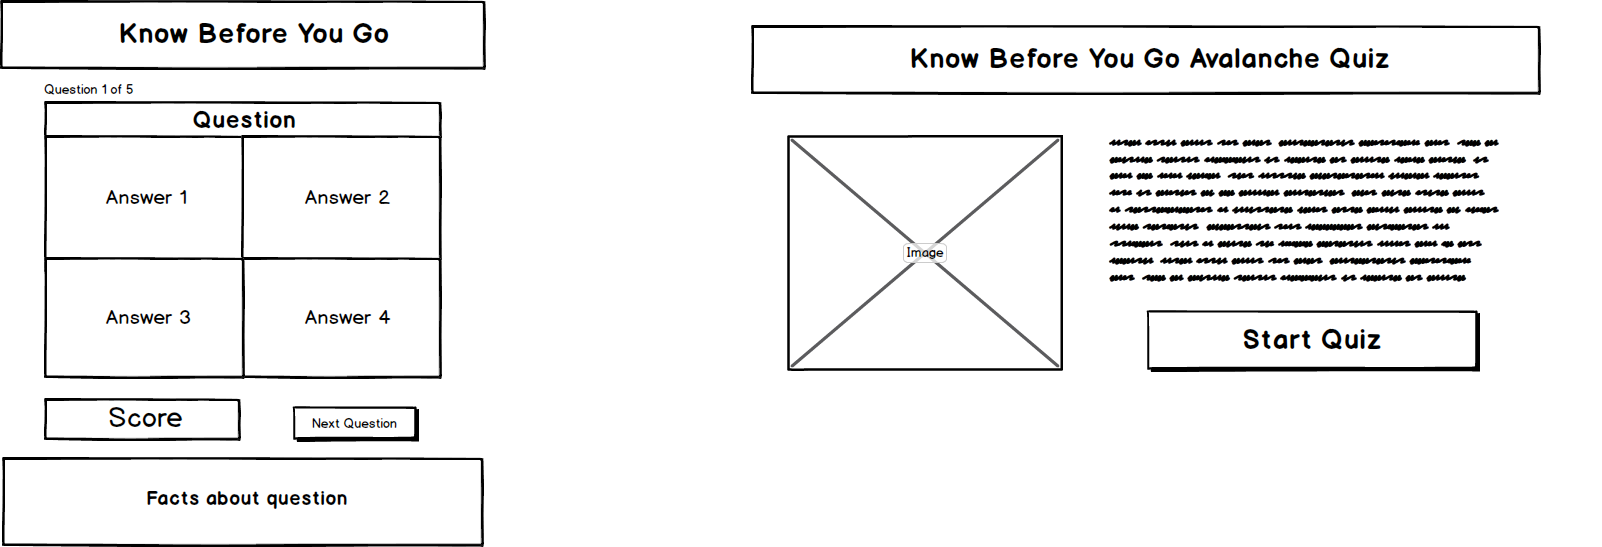 Know Before You Go
Question 1 of 5
Question
Answer 1
Answer 2
Answer 3
Answer 4
Score
Next Question
Facts about question
Know Before You Go Avalanche Quiz
Image
Start Quiz